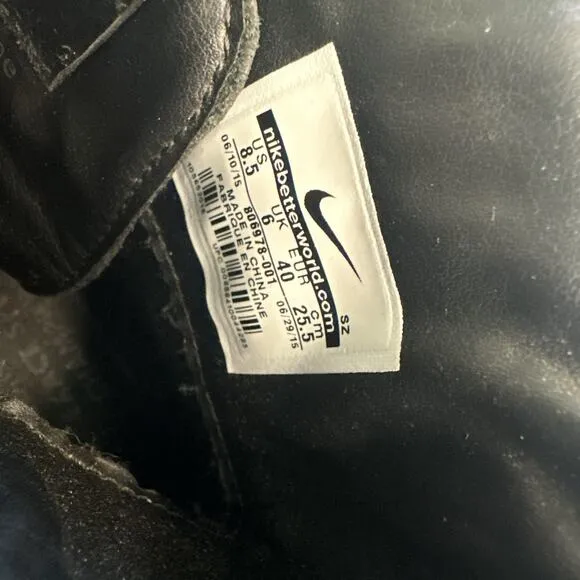 nikebetterworld.com
US UK EUR cm SZ
8.5 6 40 25.5
06/10/15 806978-001 06/29/15
MADE IN CHINA
FABRIQUE EN CHINE